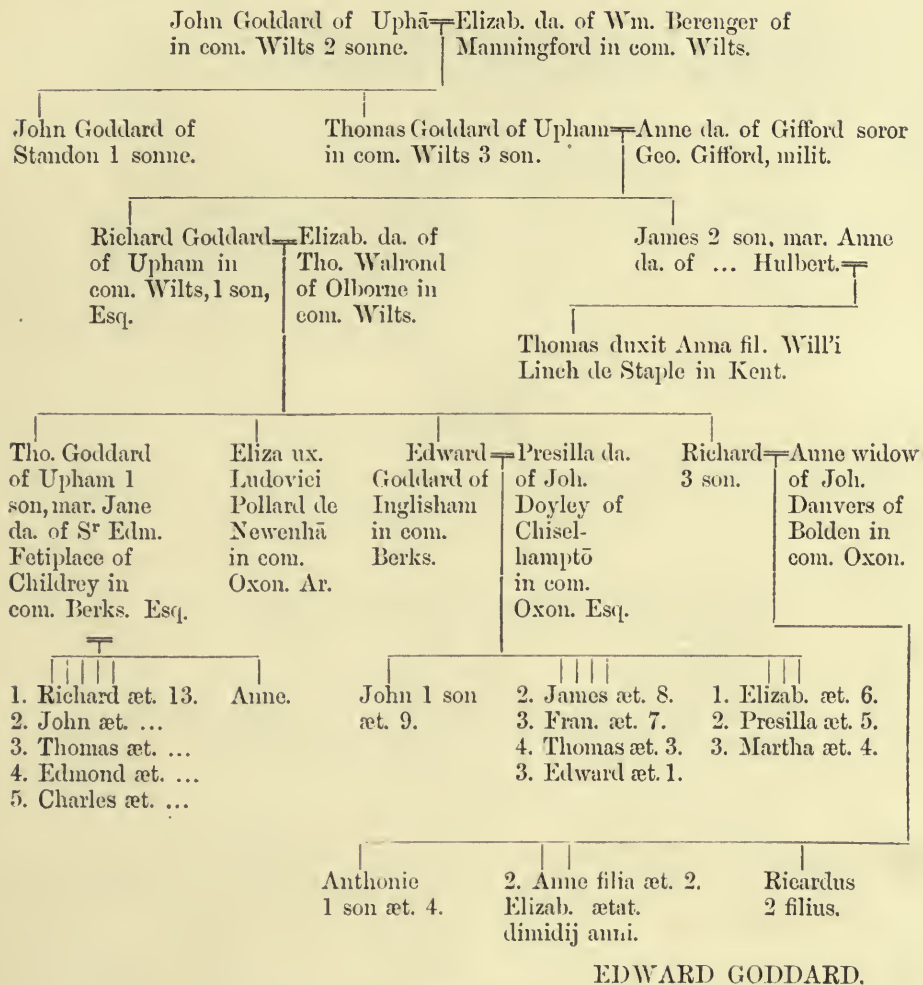 John Goddard of Uphā=Elizab. da. of Wm. Berenger of
in com. Wilts 2 sonne. Manningford in com. Wilts.
John Goddard of
Standon 1 sonne.
Thomas Goddard of Upham=Anne da. of Gifford soror
in com. Wilts 3 son. Geo. Gifford, milit.
Richard Goddard=Elizab. da. of
of Upham in Tho. Walrond
com. Wilts, 1 son, of Olborne in
Esq. com. Wilts.
James 2 son, mar. Anne
da. of ... Hulbert.=
Thomas duxit Anna fil. Will'i
Linch de Staple in Kent.
Tho. Goddard
of Upham 1
son, mar. Jane
da. of Sʳ Edm.
Fetiplace of
Childrey in
com. Berks. Esq.
Eliza ux.
Ludovici
Pollard de
Newenhā
in com.
Oxon. Ar.
Edward=Presilla da.
Goddard of of Joh.
Inglisham Doyley of
in com. Chisel-
Berks. hamptō
in com.
Oxon. Esq.
Richard=Anne widow
3 son. of Joh.
Danvers of
Bolden in
com. Oxon.
1. Richard æt. 13.
2. John æt. ...
3. Thomas æt. ...
4. Edmond æt. ...
5. Charles æt. ...
Anne.
John 1 son
æt. 9.
2. James æt. 8.
3. Fran. æt. 7.
4. Thomas æt. 3.
3. Edward æt. 1.
1. Elizab. æt. 6.
2. Presilla æt. 5.
3. Martha æt. 4.
Anthonie
1 son æt. 4.
2. Anne filia æt. 2.
Elizab. ætat.
dimidij anni.
Ricardus
2 filius.
EDWARD GODDARD.